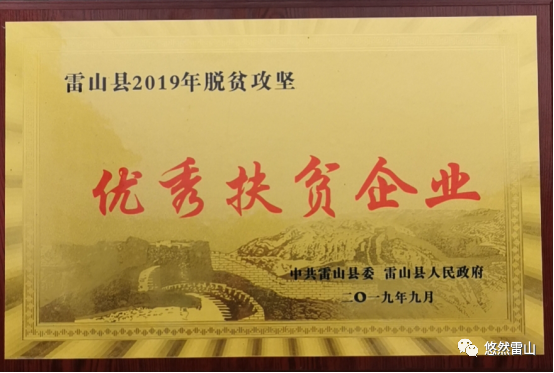 雷山县2019年脱贫攻坚
优秀扶贫企业
中共雷山县委 雷山县人民政府
二〇一九年九月
悠然雷山